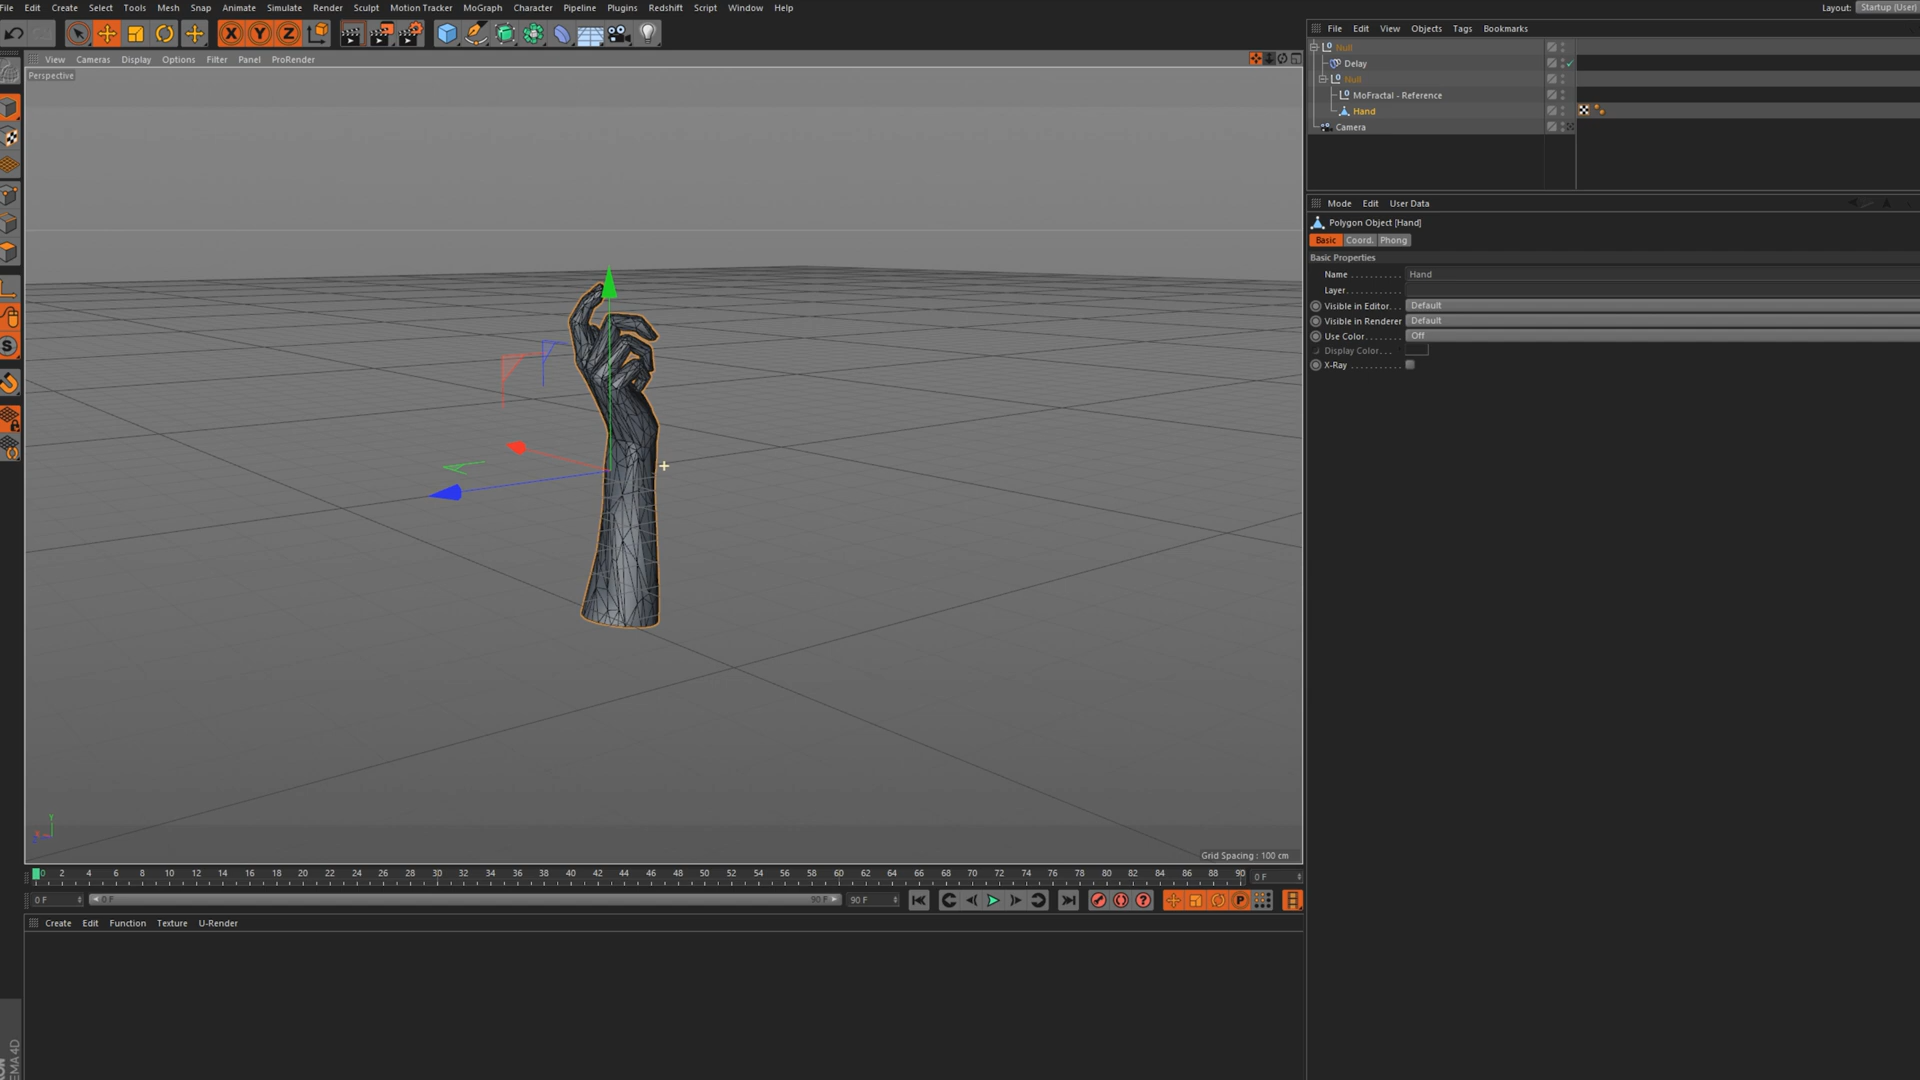 File Edit Create Select Tools Mesh Snap Animate Simulate Render Sculpt Motion Tracker MoGraph Character Pipeline Plugins Redshift Script Window Help
Layout: Startup (User)
X Y Z
File Edit View Objects Tags Bookmarks
View Cameras Display Options Filter Panel ProRender
Perspective
Null
Delay
Null
MoFractal - Reference
Hand
Camera
Mode Edit User Data
Polygon Object [Hand]
Basic Coord. Phong
Basic Properties
Name . . . . . . . . . . . Hand
Layer. . . . . . . . . . . .
Visible in Editor. . . Default
Visible in Renderer Default
Use Color. . . . . . . . Off
Display Color. . .
X-Ray . . . . . . . . . . .
S
Y
X
Z
Grid Spacing : 100 cm
0 2 4 6 8 10 12 14 16 18 20 22 24 26 28 30 32 34 36 38 40 42 44 46 48 50 52 54 56 58 60 62 64 66 68 70 72 74 76 78 80 82 84 86 88 90
0 F
0 F 0 F 90 F 90 F
? P
Create Edit Function Texture U-Render
EMA 4D